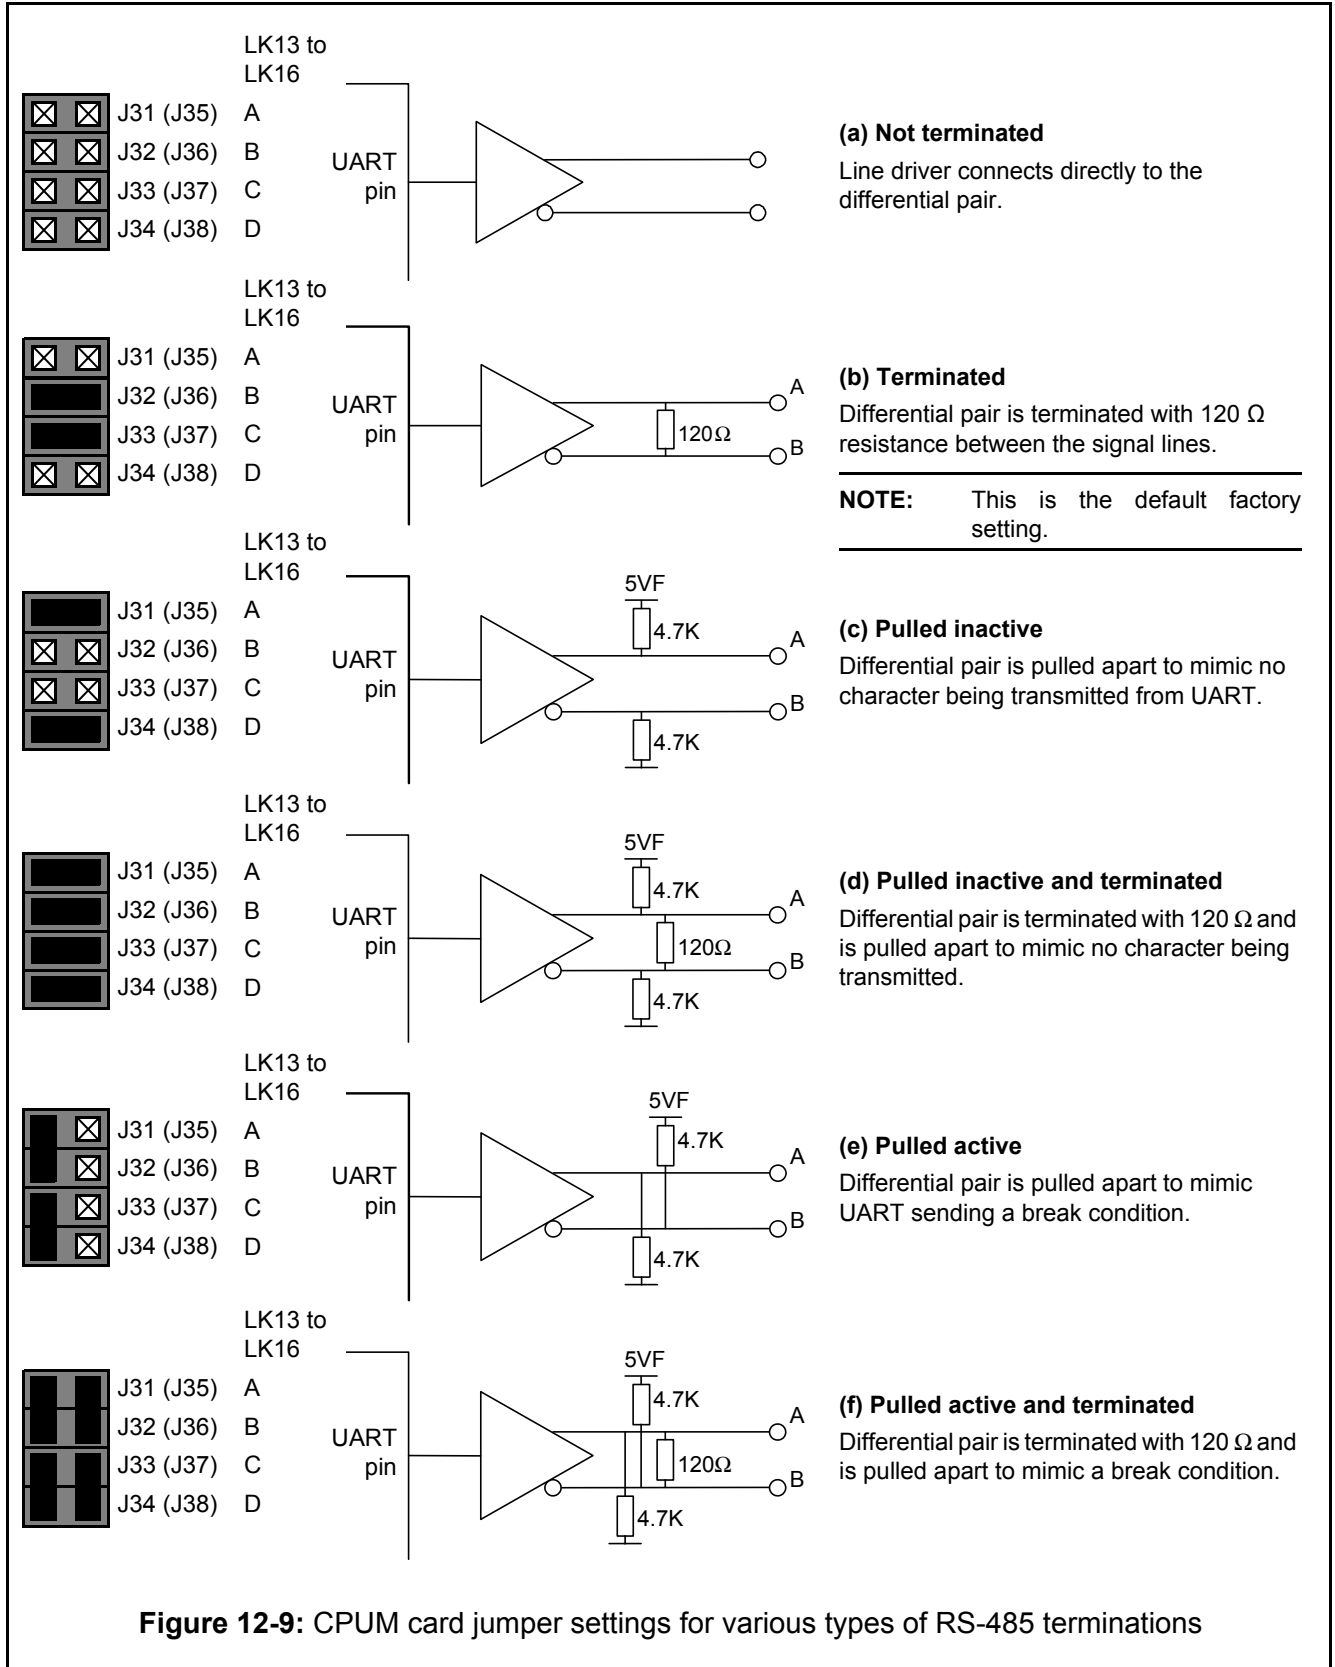 LK13 to
LK16
J31 (J35) A
J32 (J36) B
J33 (J37) C
J34 (J38) D
UART
pin
(a) Not terminated
Line driver connects directly to the
differential pair.
LK13 to
LK16
J31 (J35) A
J32 (J36) B
J33 (J37) C
J34 (J38) D
UART
pin
120Ω
A
B
(b) Terminated
Differential pair is terminated with 120 Ω
resistance between the signal lines.
NOTE: This is the default factory
setting.
LK13 to
LK16
J31 (J35) A
J32 (J36) B
J33 (J37) C
J34 (J38) D
UART
pin
5VF
4.7K
A
B
4.7K
(c) Pulled inactive
Differential pair is pulled apart to mimic no
character being transmitted from UART.
LK13 to
LK16
J31 (J35) A
J32 (J36) B
J33 (J37) C
J34 (J38) D
UART
pin
5VF
4.7K
A
120Ω
B
4.7K
(d) Pulled inactive and terminated
Differential pair is terminated with 120 Ω and
is pulled apart to mimic no character being
transmitted.
LK13 to
LK16
J31 (J35) A
J32 (J36) B
J33 (J37) C
J34 (J38) D
UART
pin
5VF
4.7K
A
B
4.7K
(e) Pulled active
Differential pair is pulled apart to mimic
UART sending a break condition.
LK13 to
LK16
J31 (J35) A
J32 (J36) B
J33 (J37) C
J34 (J38) D
UART
pin
5VF
4.7K
A
120Ω
B
4.7K
(f) Pulled active and terminated
Differential pair is terminated with 120 Ω and
is pulled apart to mimic a break condition.
Figure 12-9: CPUM card jumper settings for various types of RS-485 terminations